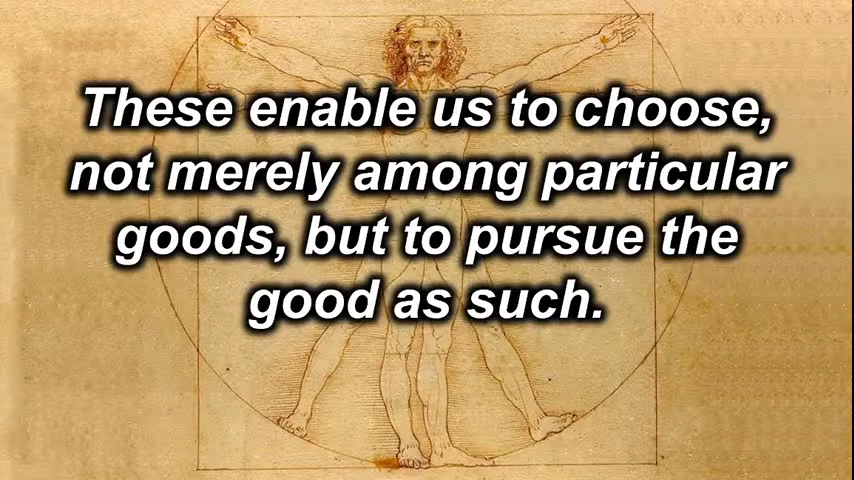 These enable us to choose,
not merely among particular
goods, but to pursue the
good as such.